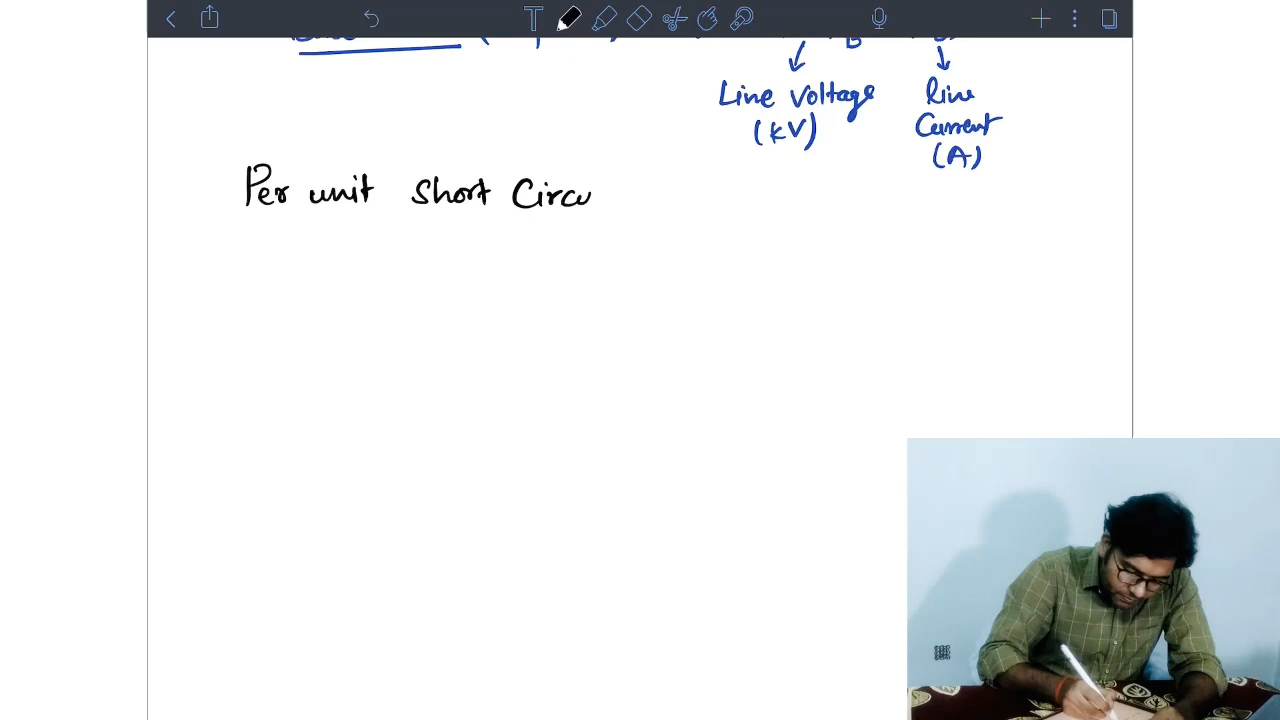 Line Voltage Line
(kV) Current
(A)
Per unit Short Circu